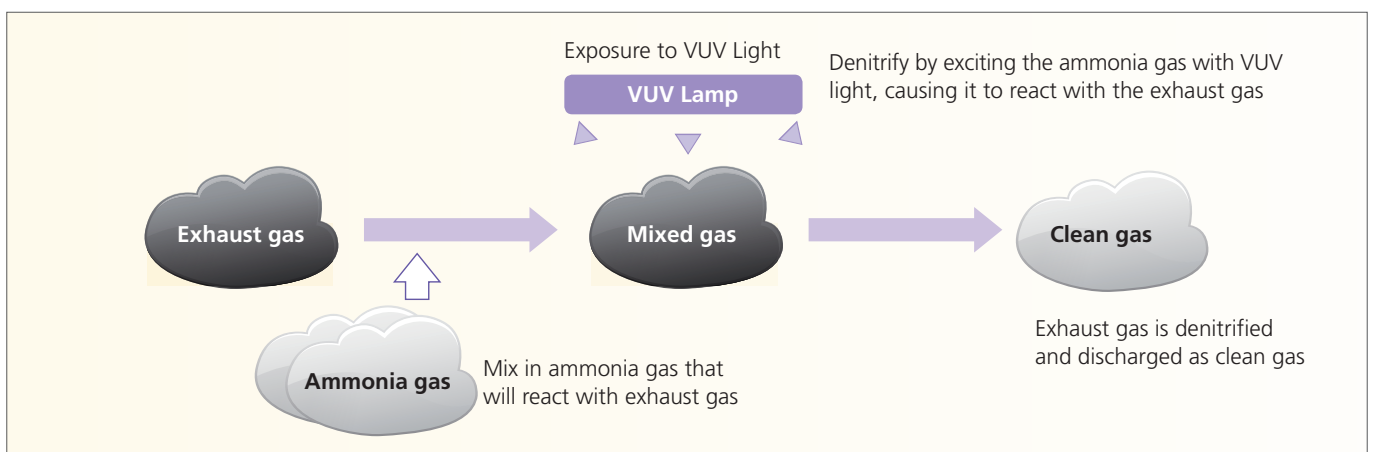 Exposure to VUV Light
VUV Lamp
Denitrify by exciting the ammonia gas with VUV
light, causing it to react with the exhaust gas
Exhaust gas
Mixed gas
Clean gas
Ammonia gas
Mix in ammonia gas that
will react with exhaust gas
Exhaust gas is denitrified
and discharged as clean gas